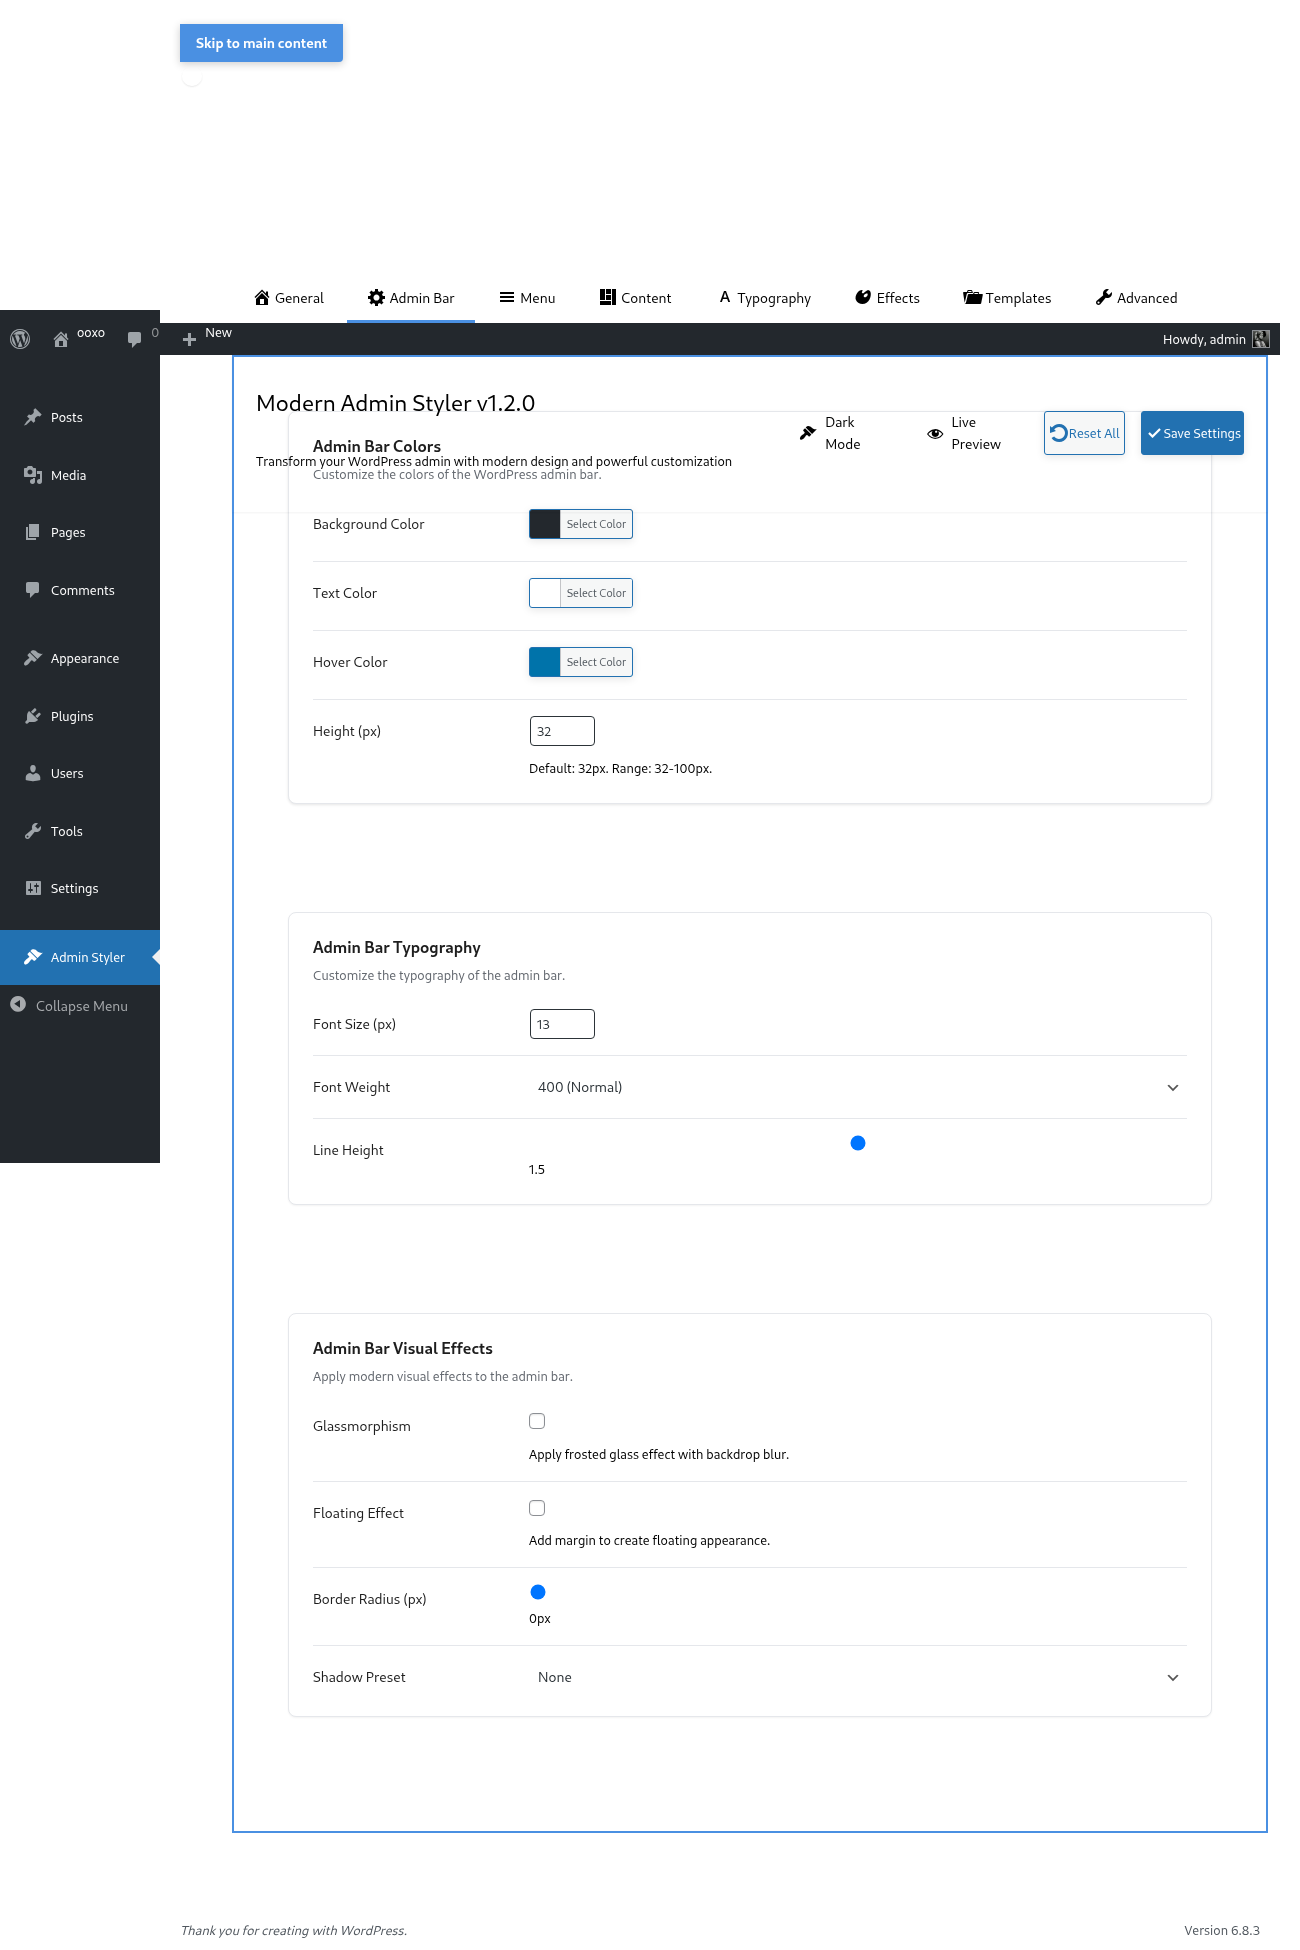 Skip to main content
General
Admin Bar
Menu
Content
Typography
Effects
Templates
Advanced
ooxo
0
New
Howdy, admin
Posts
Media
Pages
Comments
Appearance
Plugins
Users
Tools
Settings
Admin Styler
Collapse Menu
Modern Admin Styler v1.2.0
Transform your WordPress admin with modern design and powerful customization
Dark
Mode
Live
Preview
Reset All
Save Settings
Admin Bar Colors
Customize the colors of the WordPress admin bar.
Background Color
Select Color
Text Color
Select Color
Hover Color
Select Color
Height (px)
32
Default: 32px. Range: 32-100px.
Admin Bar Typography
Customize the typography of the admin bar.
Font Size (px)
13
Font Weight
400 (Normal)
Line Height
1.5
Admin Bar Visual Effects
Apply modern visual effects to the admin bar.
Glassmorphism
Apply frosted glass effect with backdrop blur.
Floating Effect
Add margin to create floating appearance.
Border Radius (px)
0px
Shadow Preset
None
Thank you for creating with WordPress.
Version 6.8.3